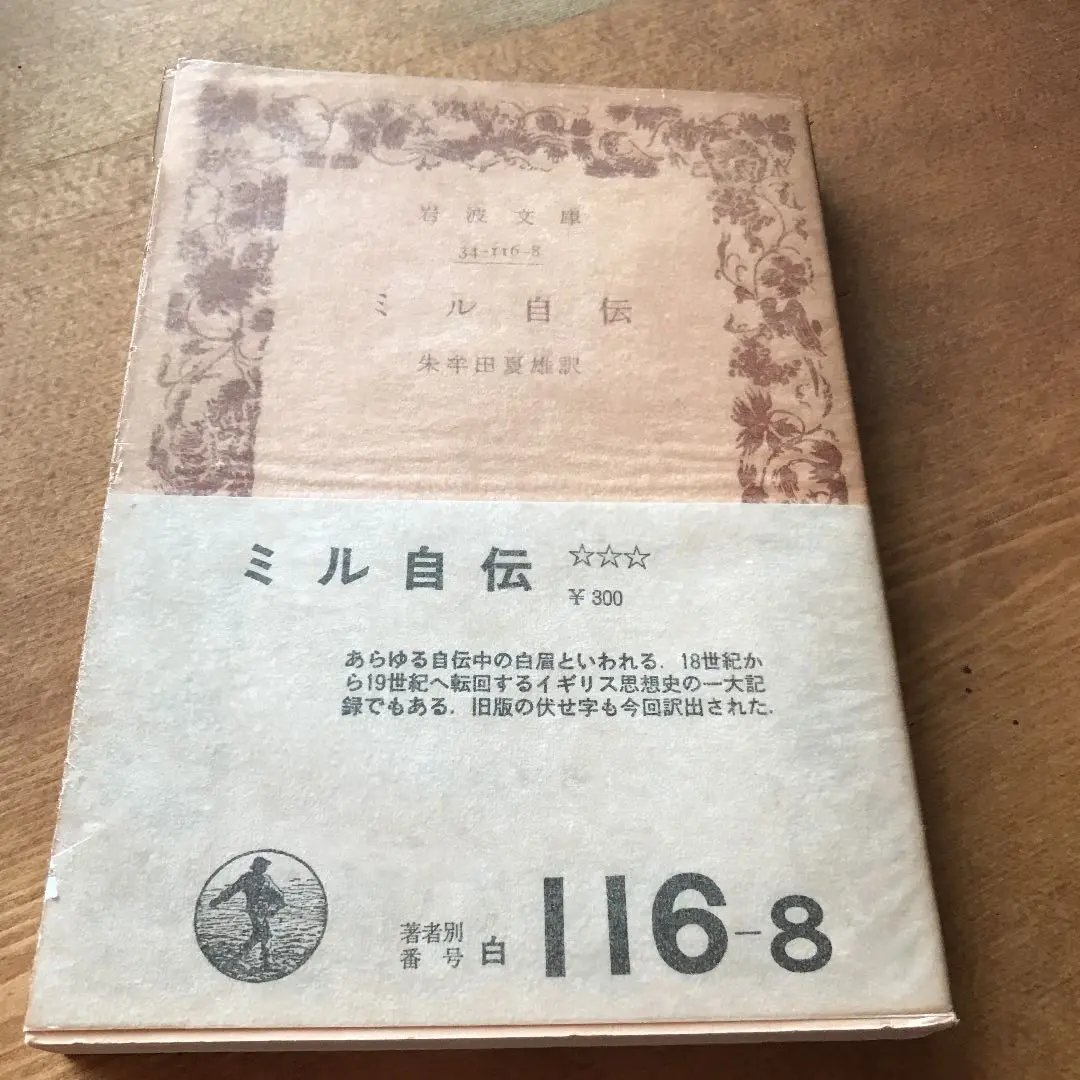 岩波文庫
34-116-8
ミル自伝
朱牟田夏雄訳
ミル自伝 ☆☆☆
¥300
あらゆる自伝中の白眉といわれる．18世紀か
ら19世紀へ転回するイギリス思想史の一大記
録でもある．旧版の伏せ字も今回訳出された．
著者別
番号 白 116-8